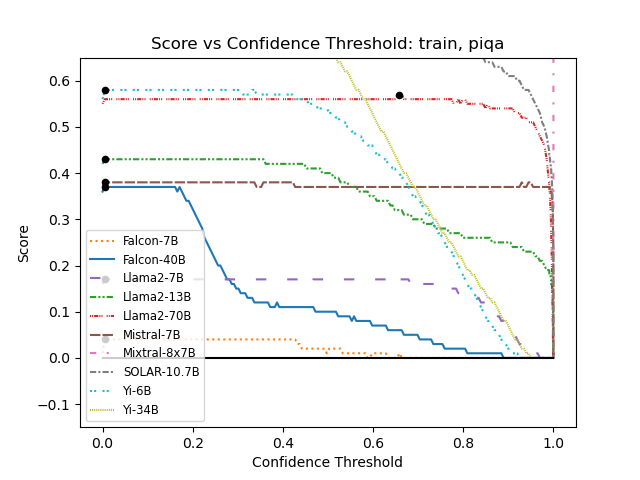 Score vs Confidence Threshold: train, piqa
Score
0.6
0.5
0.4
0.3
0.2
0.1
0.0
−0.1
Falcon-7B
Falcon-40B
Llama2-7B
Llama2-13B
Llama2-70B
Mistral-7B
Mixtral-8x7B
SOLAR-10.7B
Yi-6B
Yi-34B
0.0 0.2 0.4 0.6 0.8 1.0
Confidence Threshold